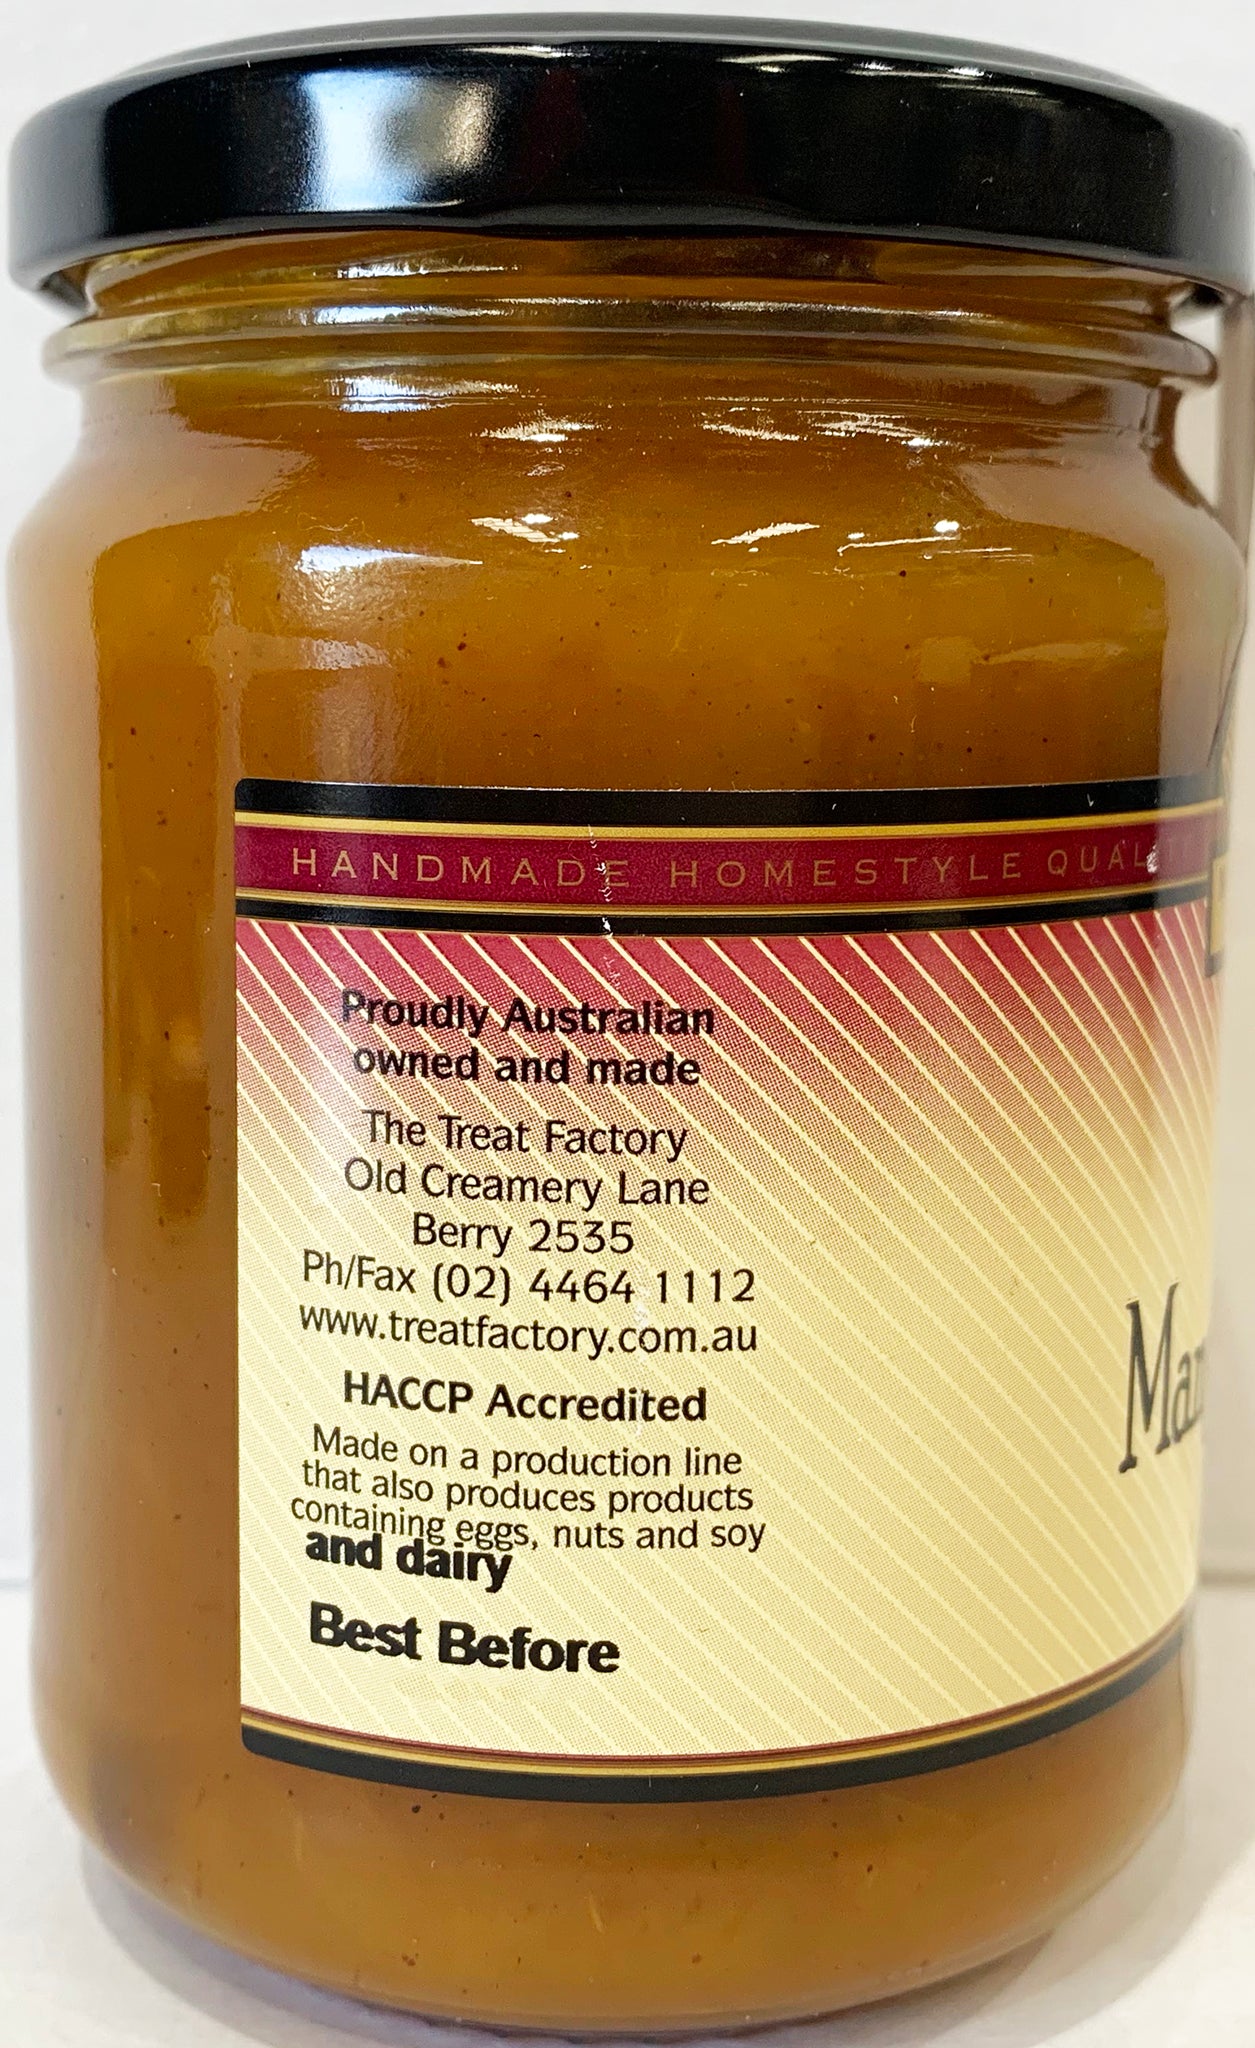 HANDMADE HOMESTYLE
Proudly Australian
owned and made
The Treat Factory
Old Creamery Lane
Berry 2535
Ph/Fax (02) 4464 1112
www.treatfactory.com.au
HACCP Accredited
Made on a production line
that also produces products
containing eggs, nuts and soy
and dairy
Best Before